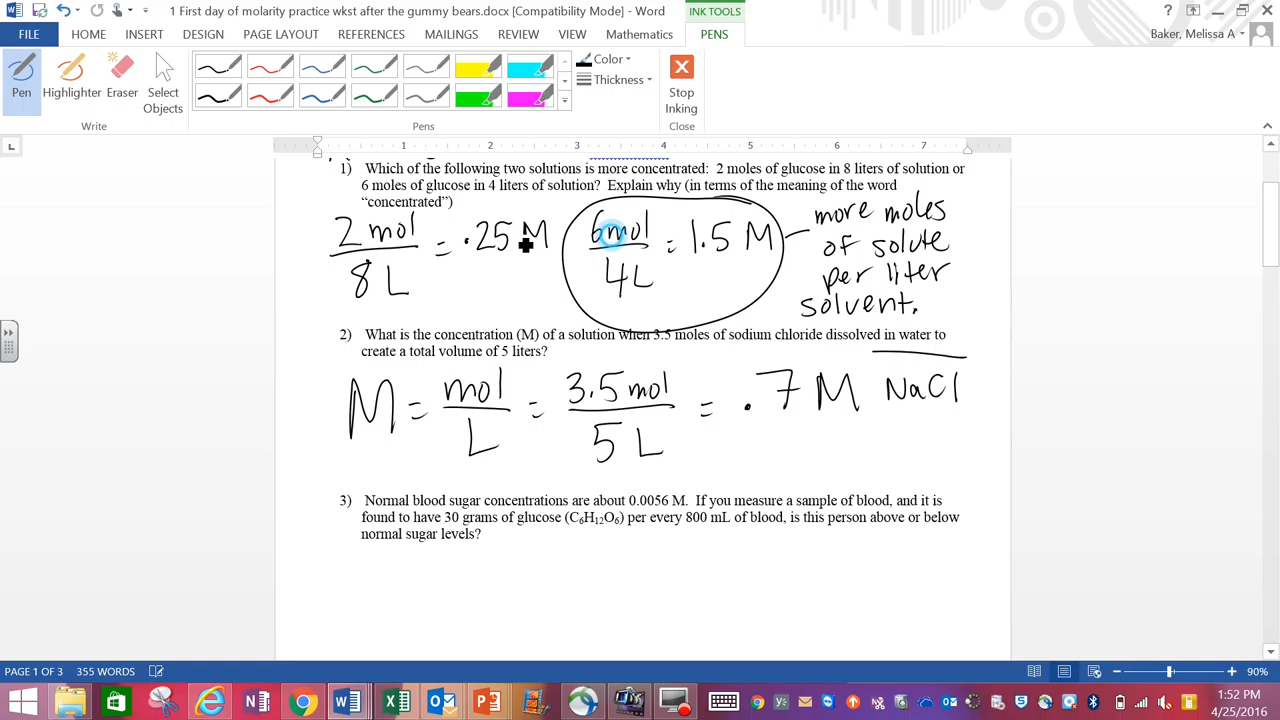 1 First day of molarity practice wkst after the gummy bears.docx [Compatibility Mode] - Word
INK TOOLS
FILE HOME INSERT DESIGN PAGE LAYOUT REFERENCES MAILINGS REVIEW VIEW Mathematics PENS
Baker, Melissa A
Pen Highlighter Eraser Select Objects
Color
Thickness
Stop Inking
Write Pens Close
L
1 2 3 4 5 6 7
1) Which of the following two solutions is more concentrated: 2 moles of glucose in 8 liters of solution or
6 moles of glucose in 4 liters of solution? Explain why (in terms of the meaning of the word
“concentrated”)
2 mol / 8 L = .25 M
6 mol / 4L = 1.5 M
more moles
of solute
per liter
solvent.
2) What is the concentration (M) of a solution when 3.5 moles of sodium chloride dissolved in water to
create a total volume of 5 liters?
M = mol / L = 3.5 mol / 5 L = .7 M NaCl
3) Normal blood sugar concentrations are about 0.0056 M. If you measure a sample of blood, and it is
found to have 30 grams of glucose (C₆H₁₂O₆) per every 800 mL of blood, is this person above or below
normal sugar levels?
PAGE 1 OF 3 355 WORDS
90%
1:52 PM
4/25/2016